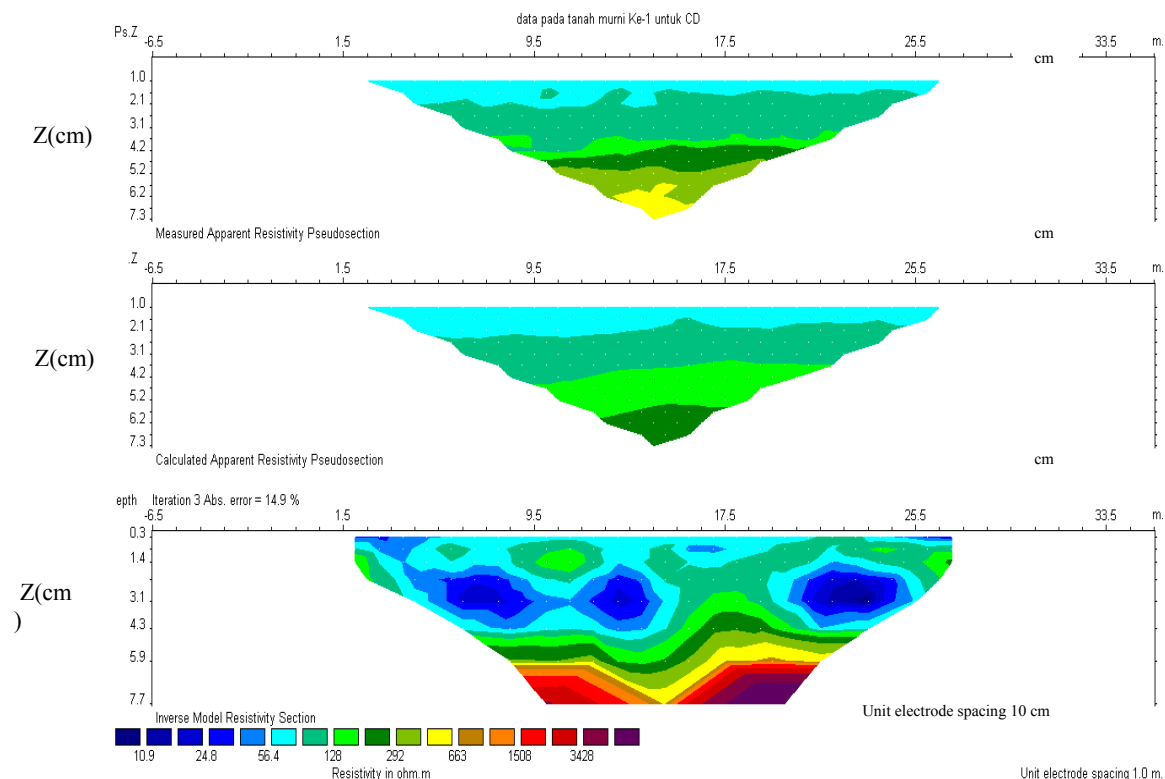 data pada tanah murni Ke-1 untuk CD
Ps.Z
-6.5 1.5 9.5 17.5 25.5 33.5 m.
cm
1.0
2.1
3.1
4.2
5.2
6.2
7.3
Z(cm)
Measured Apparent Resistivity Pseudosection
cm
.Z
-6.5 1.5 9.5 17.5 25.5 33.5 m.
1.0
2.1
3.1
4.2
5.2
6.2
7.3
Z(cm)
Calculated Apparent Resistivity Pseudosection
cm
epth Iteration 3 Abs. error = 14.9 %
-6.5 1.5 9.5 17.5 25.5 33.5 m.
0.3
1.4
3.1
4.3
5.9
7.7
Z(cm
)
Inverse Model Resistivity Section
Unit electrode spacing 10 cm
10.9 24.8 56.4 128 292 663 1508 3428
Resistivity in ohm.m
Unit electrode spacing 1.0 m.